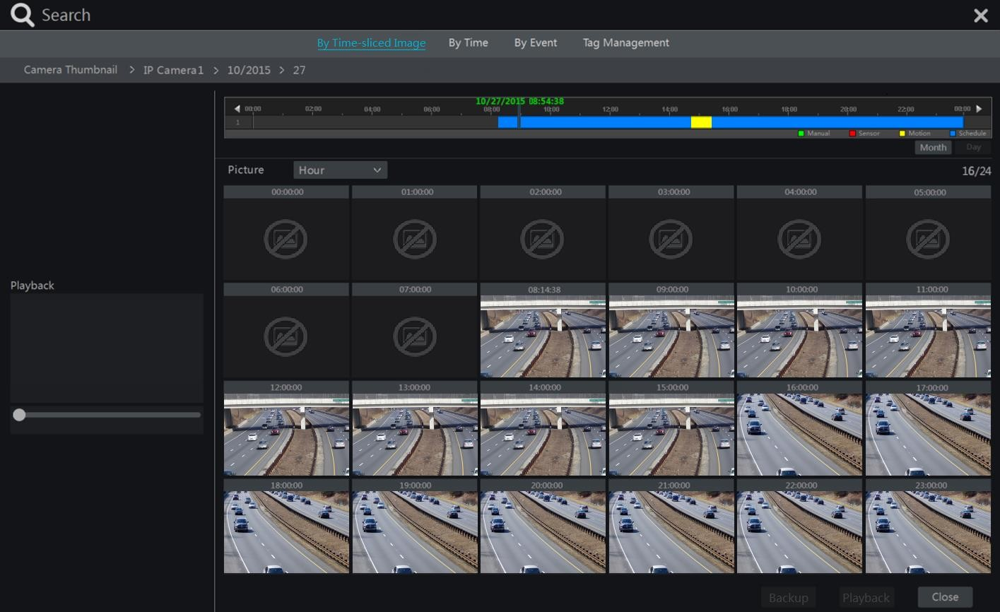 Search
By Time-sliced Image By Time By Event Tag Management
Camera Thumbnail > IP Camera1 > 10/2015 > 27
10/27/2015 08:54:38
00:00 02:00 04:00 06:00 08:00 10:00 12:00 14:00 16:00 18:00 20:00 22:00 00:00
1
Manual Sensor Motion Schedule
Month Day
Picture Hour 16/24
00:00:00 01:00:00 02:00:00 03:00:00 04:00:00 05:00:00
Playback
06:00:00 07:00:00 08:14:38 09:00:00 10:00:00 11:00:00
12:00:00 13:00:00 14:00:00 15:00:00 16:00:00 17:00:00
18:00:00 19:00:00 20:00:00 21:00:00 22:00:00 23:00:00
Backup Playback Close